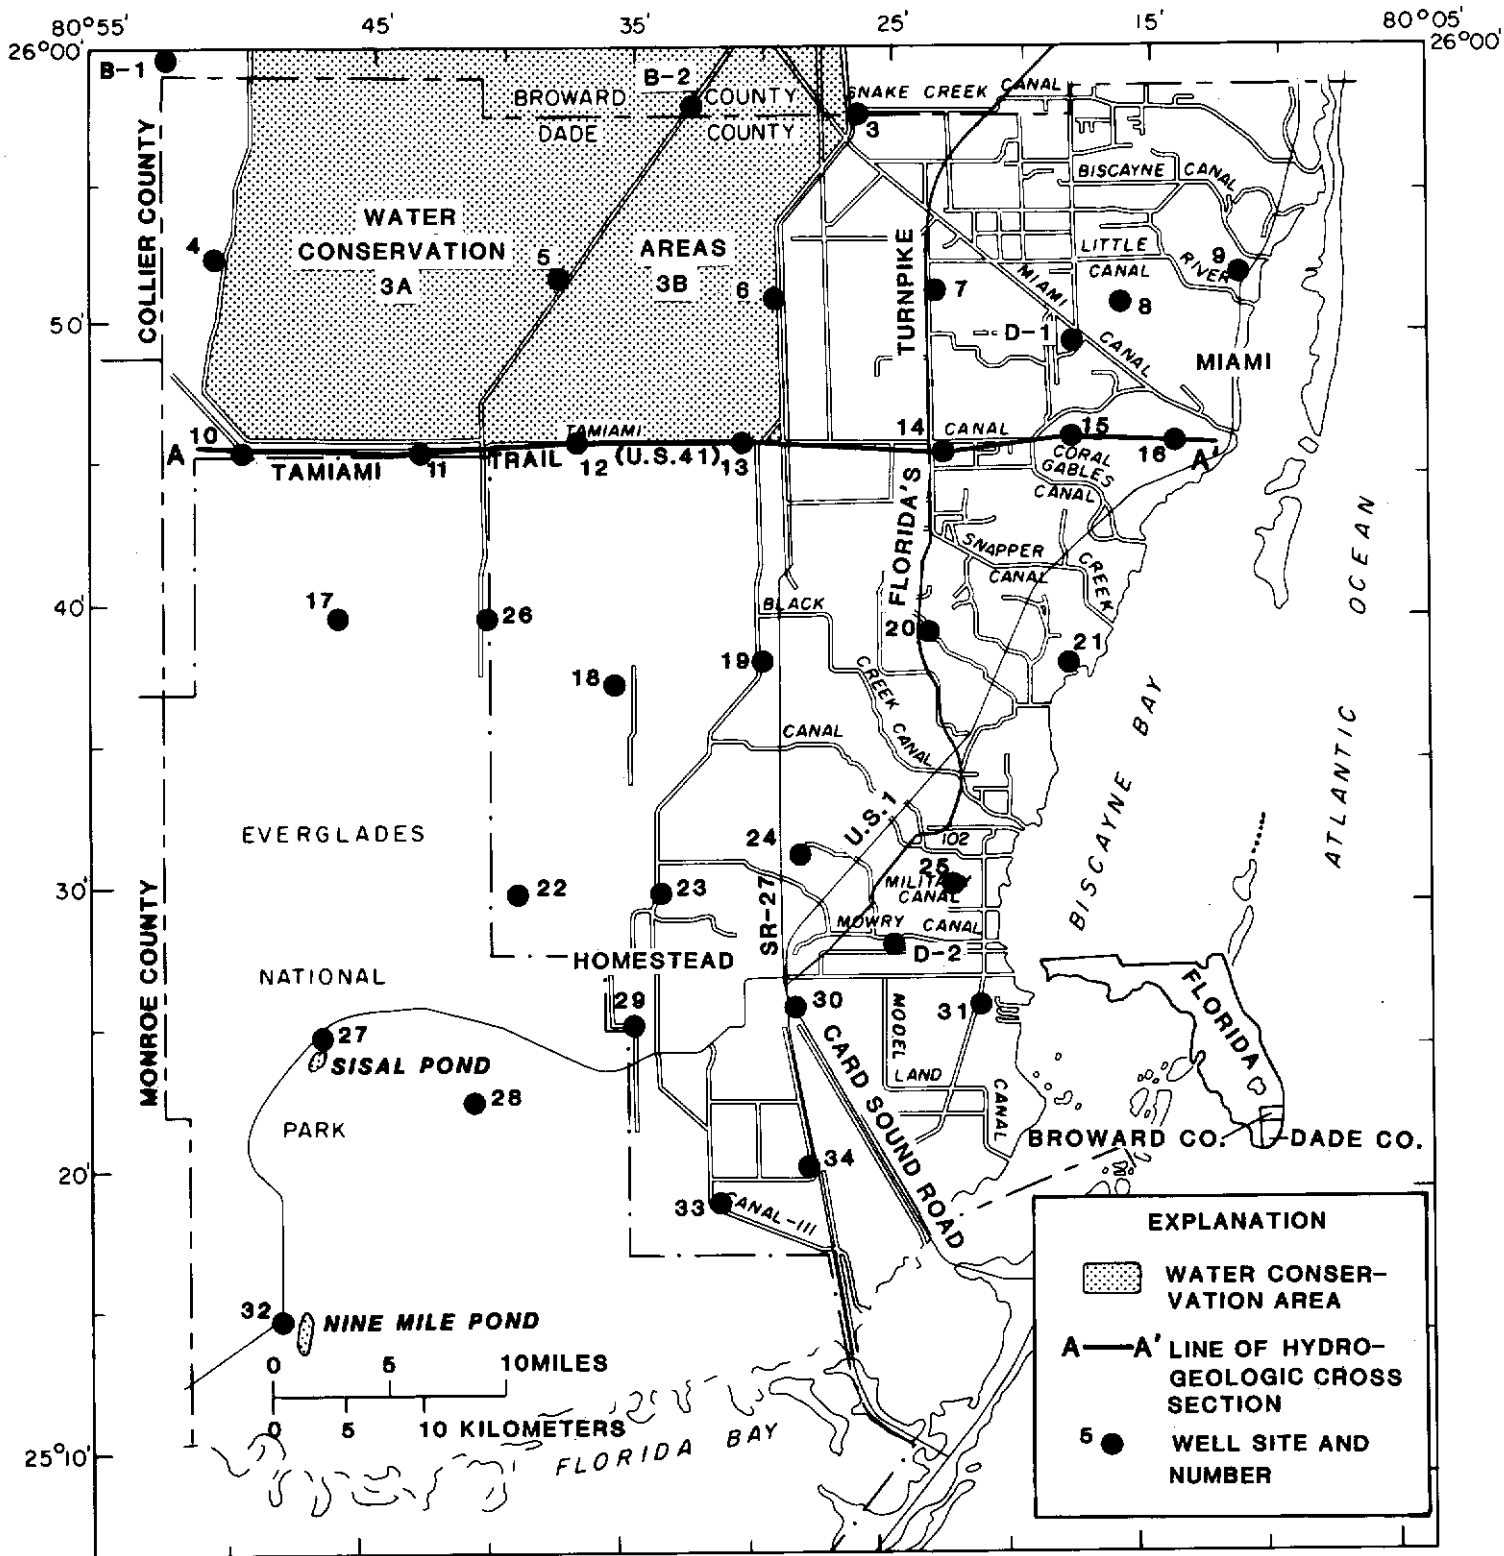 80°55'
45'
35'
25'
15'
80°05'
26°00'
26°00'
B-1
B-2
BROWARD COUNTY
DADE COUNTY
SNAKE CREEK CANAL
3
COLLIER COUNTY
BISCAYNE CANAL
4
WATER
CONSERVATION
3A
5
AREAS
3B
6
TURNPIKE
7
LITTLE
CANAL
RIVER
9
8
MIAMI
CANAL
D-1
MIAMI
50'
10
A
TAMIAMI
11
TRAIL
TAMIAMI
12
(U.S.41)
13
14
CANAL
15
16
A'
CORAL
GABLES
CANAL
FLORIDA'S
SNAPPER
CREEK
CANAL
40'
17
26
BLACK
CREEK
CANAL
20
21
18
19
CANAL
BISCAYNE BAY
ATLANTIC OCEAN
EVERGLADES
24
U.S.1
102
25
MILITARY
CANAL
30'
22
23
SR-27
MOWRY CANAL
D-2
HOMESTEAD
NATIONAL
MONROE COUNTY
29
30
31
MODEL
LAND
CANAL
27
SISAL POND
28
PARK
CARD SOUND ROAD
FLORIDA
BROWARD CO.
DADE CO.
20'
34
33
CANAL-111
32
NINE MILE POND
0 5 10 MILES
0 5 10 KILOMETERS
FLORIDA BAY
25°10'
EXPLANATION
WATER CONSER-
VATION AREA
A A' LINE OF HYDRO-
GEOLOGIC CROSS
SECTION
5 WELL SITE AND
NUMBER